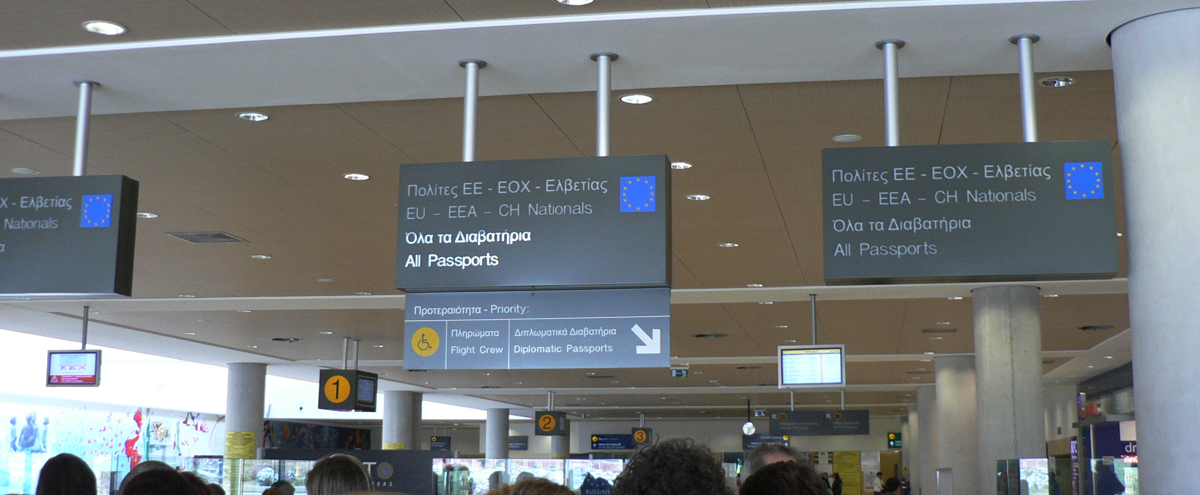 Χ - Ελβετίας
Nationals
Πολίτες ΕΕ - ΕΟΧ - Ελβετίας
EU - EEA - CH Nationals
Όλα τα Διαβατήρια
All Passports
Προτεραιότητα - Priority:
Πληρώματα
Flight Crew
Διπλωματικά Διαβατήρια
Diplomatic Passports
Πολίτες ΕΕ - ΕΟΧ - Ελβετίας
EU - EEA - CH Nationals
Όλα τα Διαβατήρια
All Passports
1
2
3